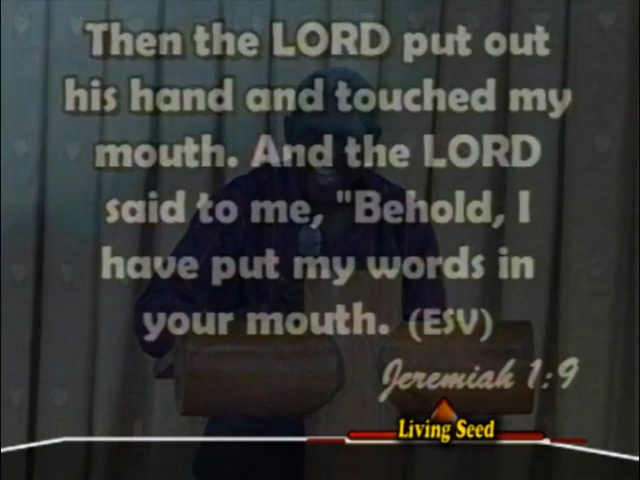 Then the LORD put out
his hand and touched my
mouth. And the LORD
said to me, "Behold, I
have put my words in
your mouth. (ESV)
Jeremiah 1:9
Living Seed